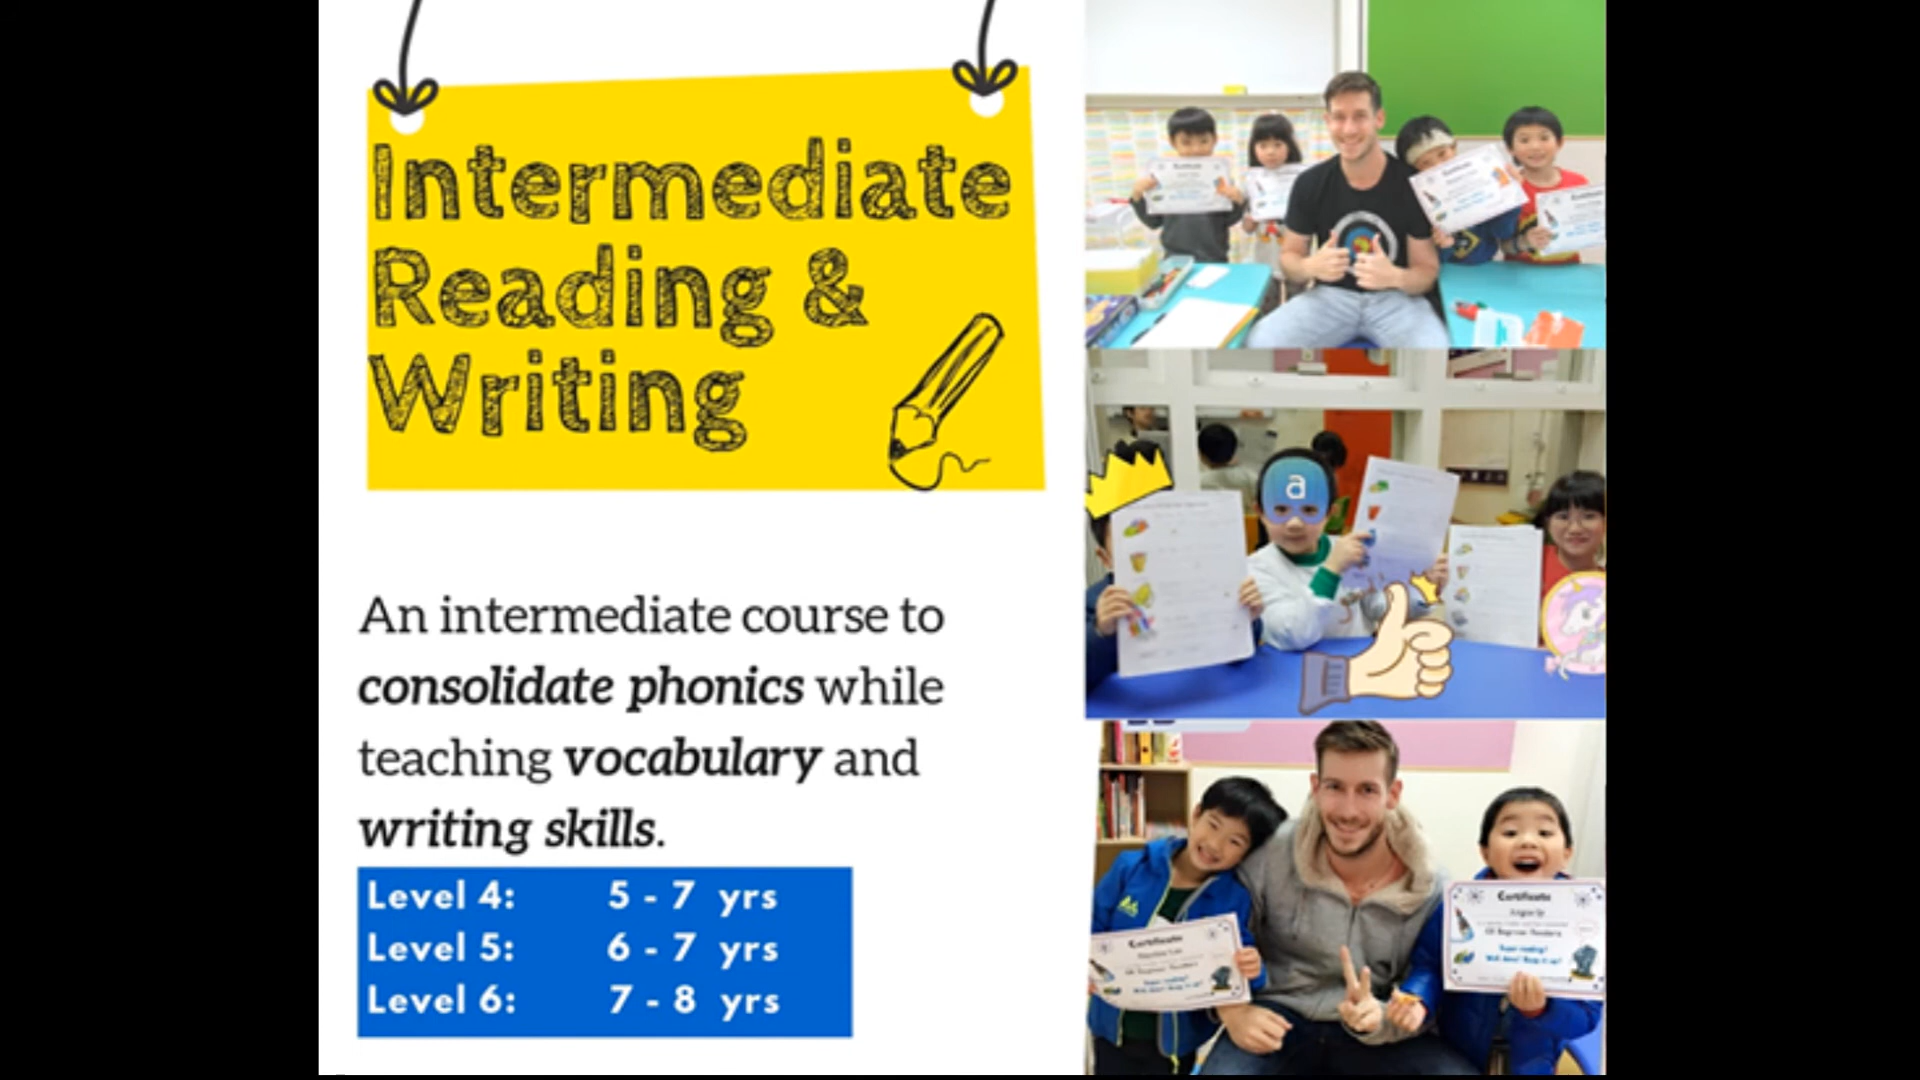 Intermediate
Reading &
Writing
An intermediate course to
consolidate phonics while
teaching vocabulary and
writing skills.
Level 4: 5 - 7 yrs
Level 5: 6 - 7 yrs
Level 6: 7 - 8 yrs
a
Certificate
Certificate